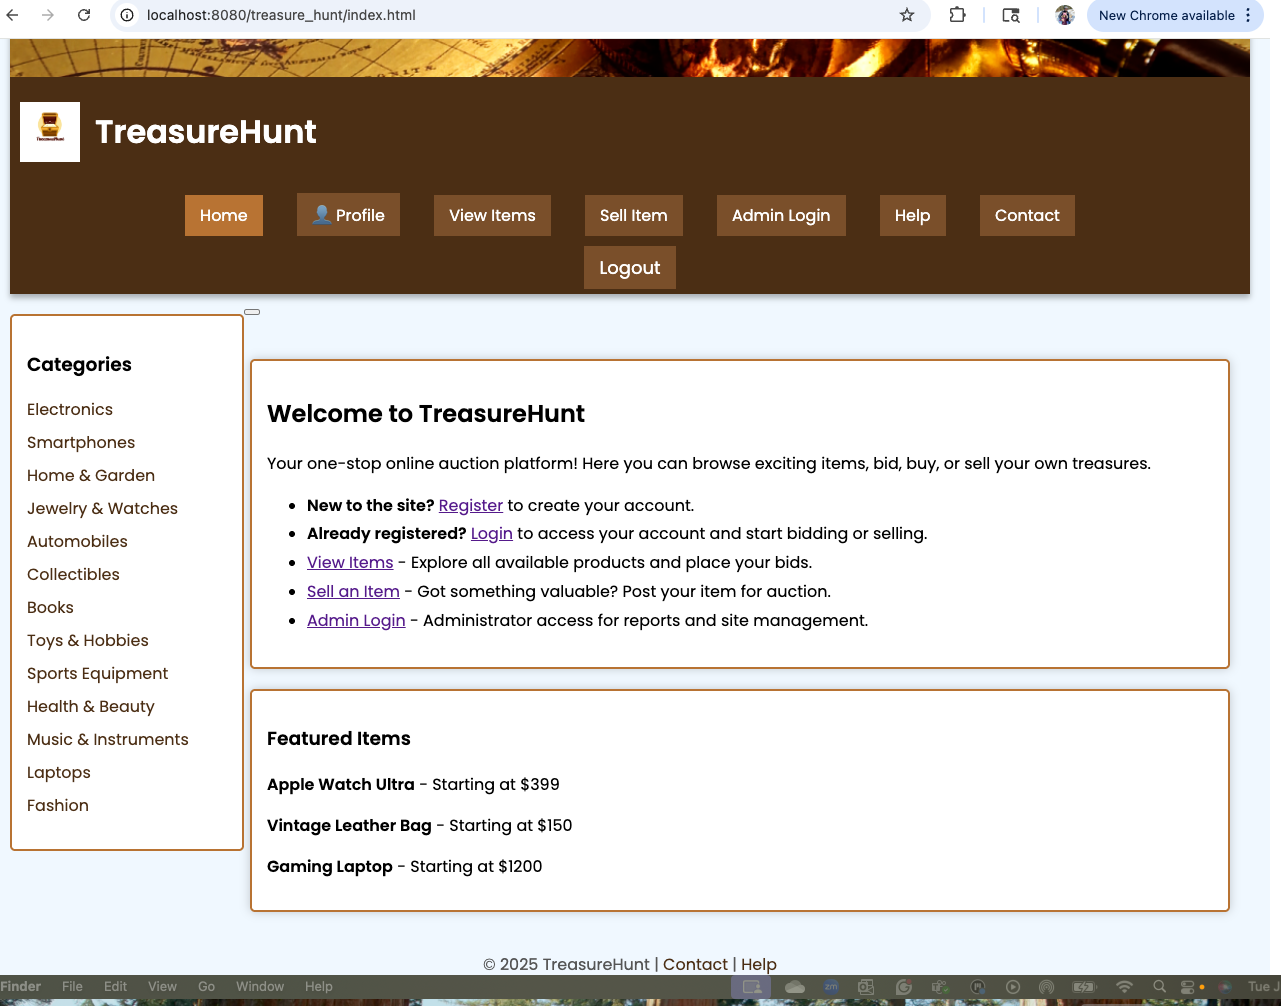 localhost:8080/treasure_hunt/index.html
New Chrome available
TreasureHunt
Home
Profile
View Items
Sell Item
Admin Login
Help
Contact
Logout
Categories
Electronics
Smartphones
Home & Garden
Jewelry & Watches
Automobiles
Collectibles
Books
Toys & Hobbies
Sports Equipment
Health & Beauty
Music & Instruments
Laptops
Fashion
Welcome to TreasureHunt
Your one-stop online auction platform! Here you can browse exciting items, bid, buy, or sell your own treasures.
New to the site? Register to create your account.
Already registered? Login to access your account and start bidding or selling.
View Items - Explore all available products and place your bids.
Sell an Item - Got something valuable? Post your item for auction.
Admin Login - Administrator access for reports and site management.
Featured Items
Apple Watch Ultra - Starting at $399
Vintage Leather Bag - Starting at $150
Gaming Laptop - Starting at $1200
© 2025 TreasureHunt | Contact | Help
Finder File Edit View Go Window Help
zm
Tue J